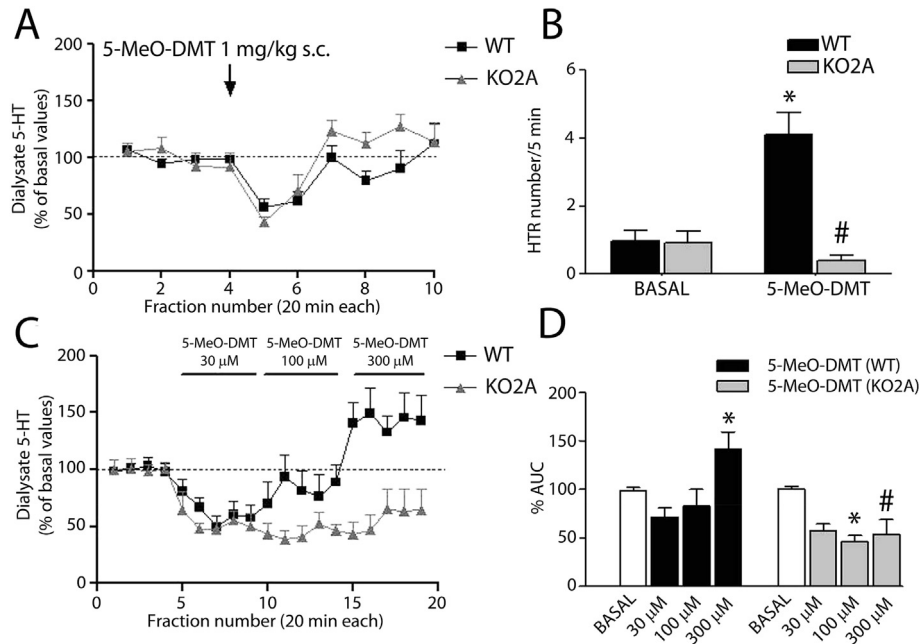 A
5-MeO-DMT 1 mg/kg s.c.
WT
KO2A
Dialysate 5-HT
(% of basal values)
200
150
100
50
0
0 2 4 6 8 10
Fraction number (20 min each)
B
WT
KO2A
HTR number/5 min
6
4
2
0
*
#
BASAL 5-MeO-DMT
C
5-MeO-DMT 5-MeO-DMT 5-MeO-DMT
30 µM 100 µM 300 µM
WT
KO2A
Dialysate 5-HT
(% of basal values)
200
150
100
50
0
0 5 10 15 20
Fraction number (20 min each)
D
5-MeO-DMT (WT)
5-MeO-DMT (KO2A)
% AUC
200
150
100
50
0
*
*
#
BASAL 30 µM 100 µM 300 µM BASAL 30 µM 100 µM 300 µM